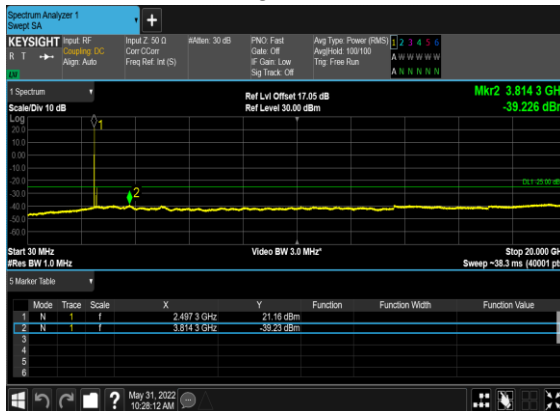 Spectrum Analyzer 1
Swept SA
KEYSIGHT Input: RF Input Z: 50 Ω #Atten: 30 dB PNO: Fast Avg Type: Power (RMS) 1 2 3 4 5 6
R T Coupling: DC Corr CCorr Gate: Off Avg|Hold: 100/100 A W W W W W
Align: Auto Freq Ref: Int (S) IF Gain: Low Trig: Free Run
Sig Track: Off A N N N N N
1 Spectrum Ref Lvl Offset 17.05 dB Mkr2 3.814 3 GH
Scale/Div 10 dB Ref Level 30.00 dBm -39.226 dBr
Log
20.0
10.0
0.00
-10.0
-20.0
-30.0
-40.0
-50.0
-60.0
1
2
Start 30 MHz Video BW 3.0 MHz* Stop 20.000 GH
#Res BW 1.0 MHz Sweep ~38.3 ms (40001 pt
5 Marker Table
Mode Trace Scale X Y Function Function Width Function Value
1 N 1 f 2.497 3 GHz 21.16 dBm
2 N 1 f 3.814 3 GHz -39.23 dBm
3
4
5
6
? May 31, 2022
10:28:12 AM